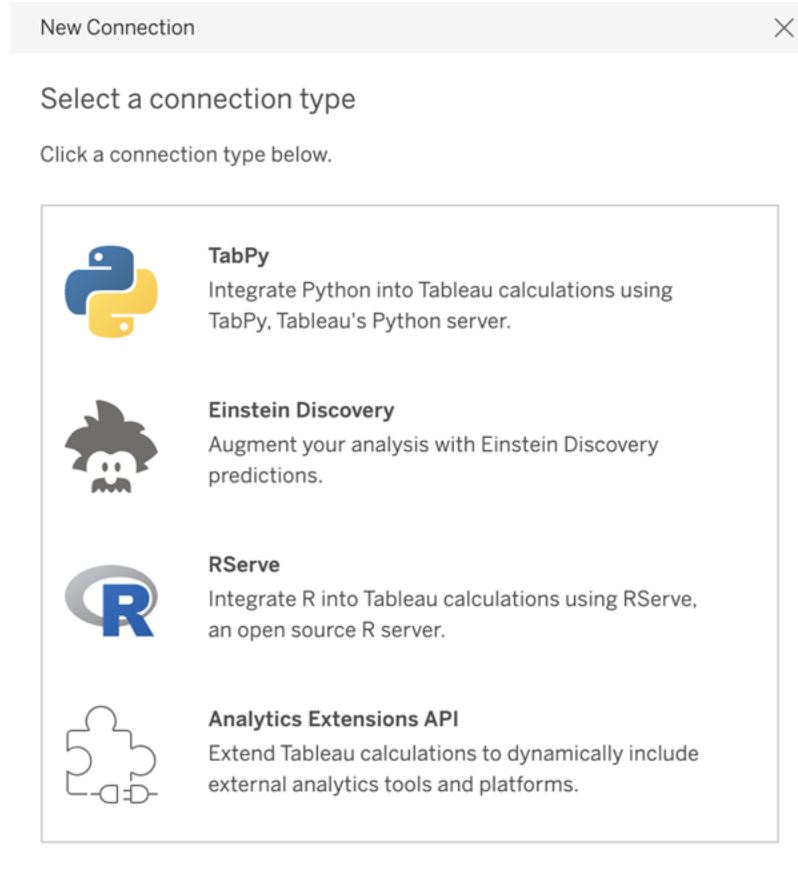 New Connection
Select a connection type
Click a connection type below.
TabPy
Integrate Python into Tableau calculations using
TabPy, Tableau's Python server.
Einstein Discovery
Augment your analysis with Einstein Discovery
predictions.
R
RServe
Integrate R into Tableau calculations using RServe,
an open source R server.
Analytics Extensions API
Extend Tableau calculations to dynamically include
external analytics tools and platforms.